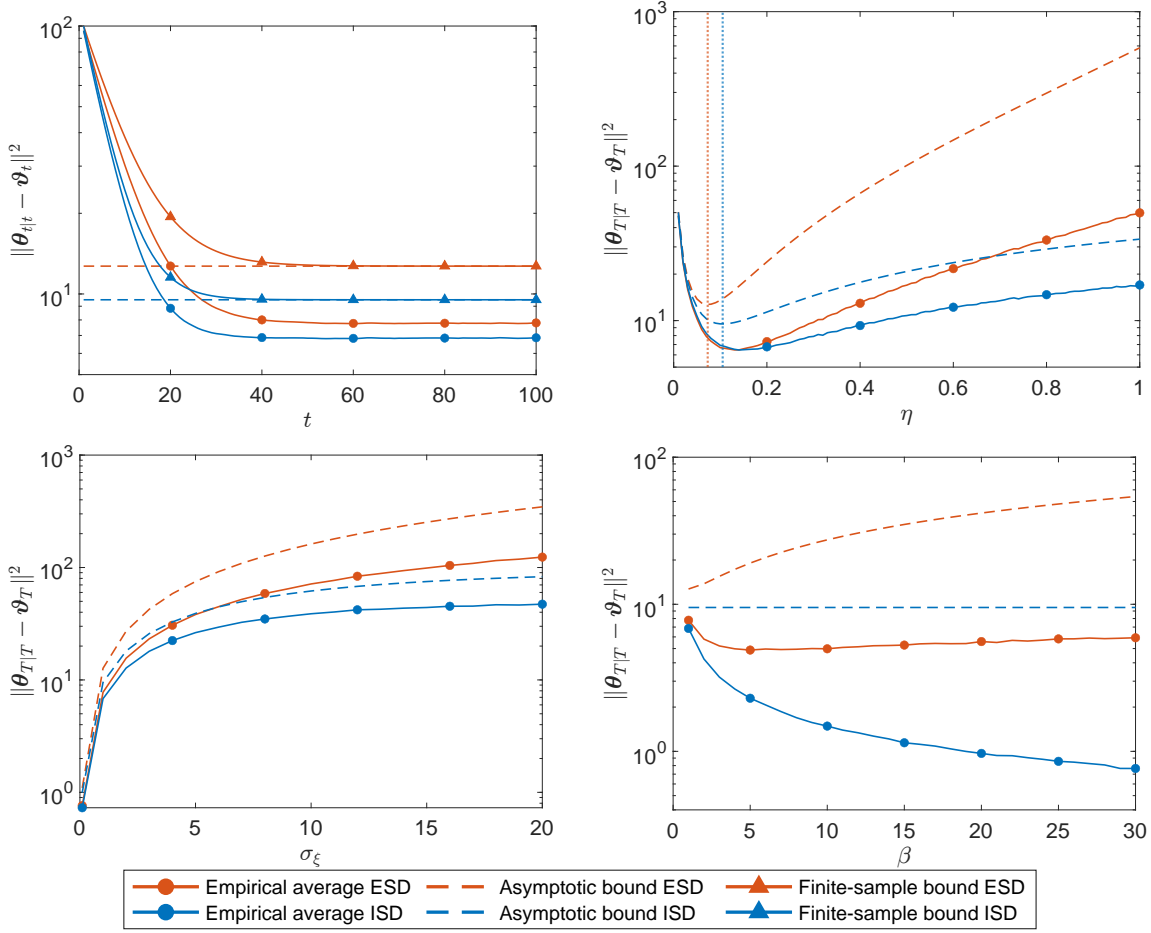 10^2
10^1
||θ_{t|t} − ϑ_t||^2
0 20 40 60 80 100
t
10^3
10^2
10^1
||θ_{T|T} − ϑ_T||^2
0 0.2 0.4 0.6 0.8 1
η
10^3
10^2
10^1
10^0
||θ_{T|T} − ϑ_T||^2
0 5 10 15 20
σ_ξ
10^2
10^1
10^0
||θ_{T|T} − ϑ_T||^2
0 5 10 15 20 25 30
β
Empirical average ESD Asymptotic bound ESD Finite-sample bound ESD
Empirical average ISD Asymptotic bound ISD Finite-sample bound ISD